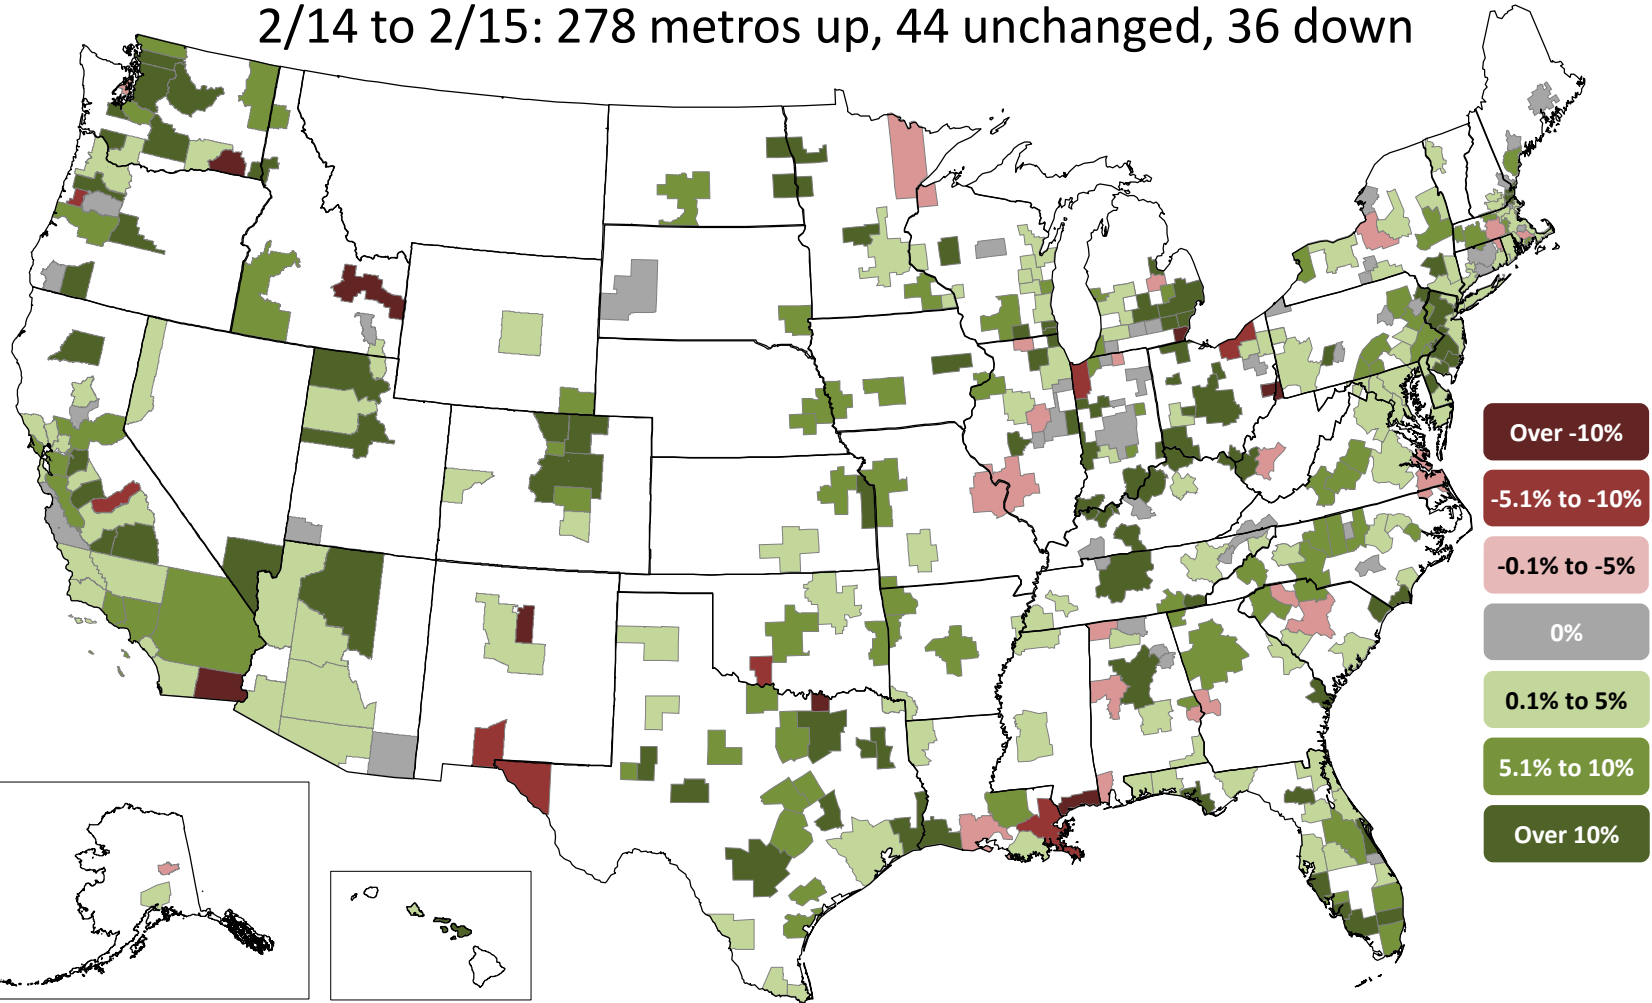 2/14 to 2/15: 278 metros up, 44 unchanged, 36 down
Over -10%
-5.1% to -10%
-0.1% to -5%
0%
0.1% to 5%
5.1% to 10%
Over 10%